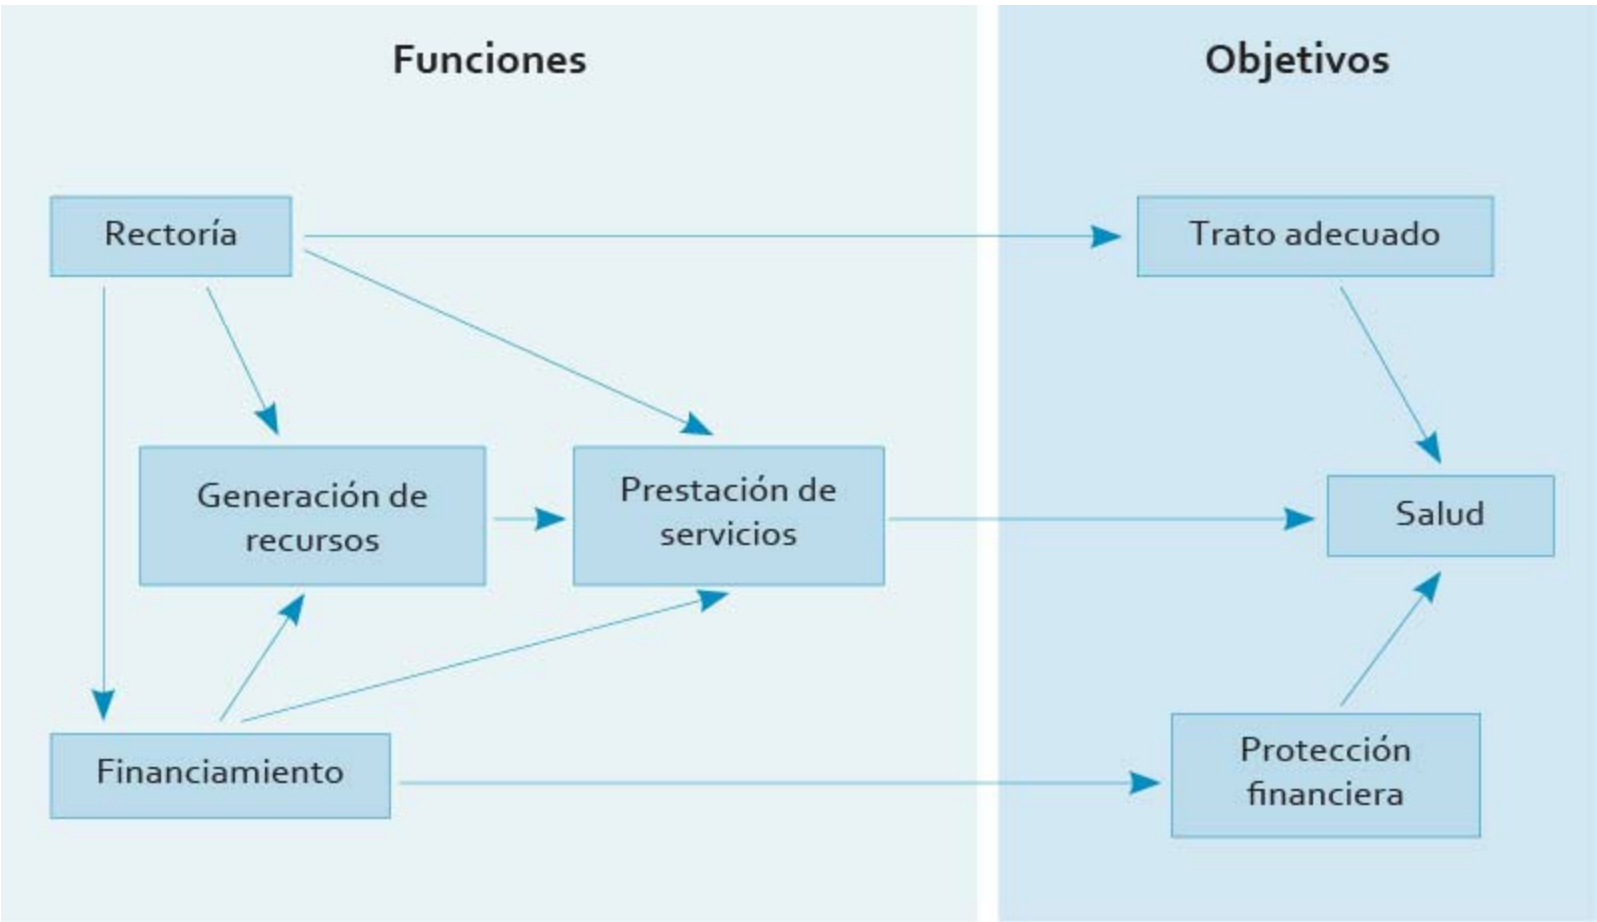 Funciones
Objetivos
Rectoría
Trato adecuado
Generación de
recursos
Prestación de
servicios
Salud
Financiamiento
Protección
financiera